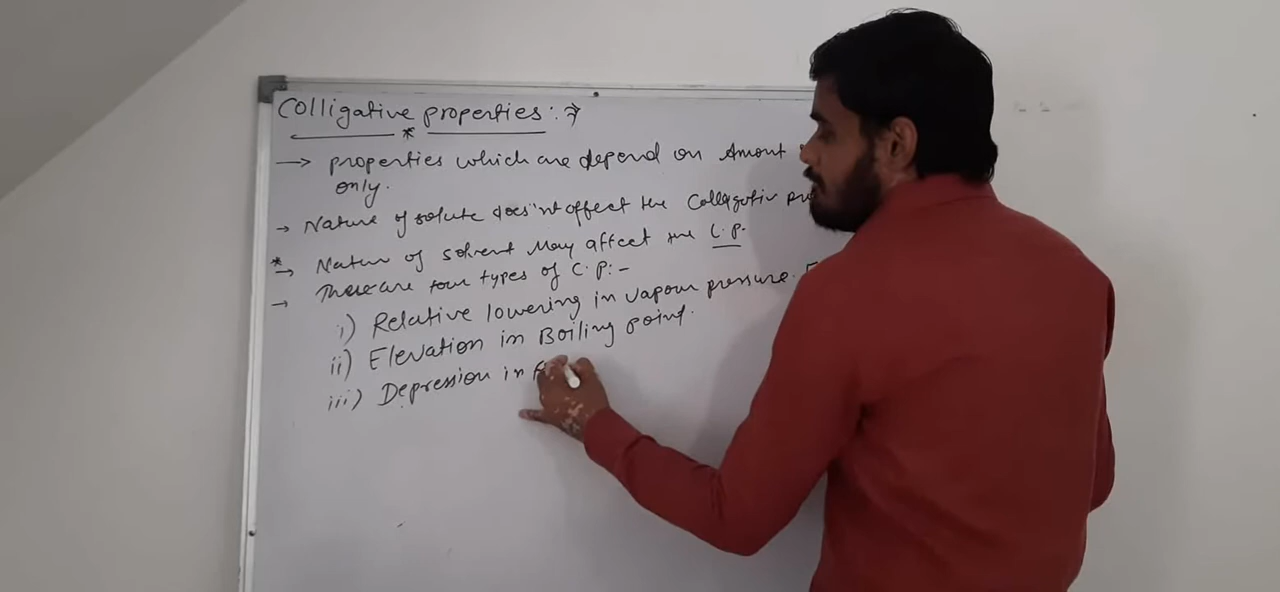 Colligative properties : →
* 
→ properties which are depend on Amount
only.
→ Nature of solute does'nt affect the Colligative
* → Nature of solvent May affect the C.P.
→ There are four types of C.P:-
i) Relative lowering in vapour pressure.
ii) Elevation in Boiling point.
iii) Depression in